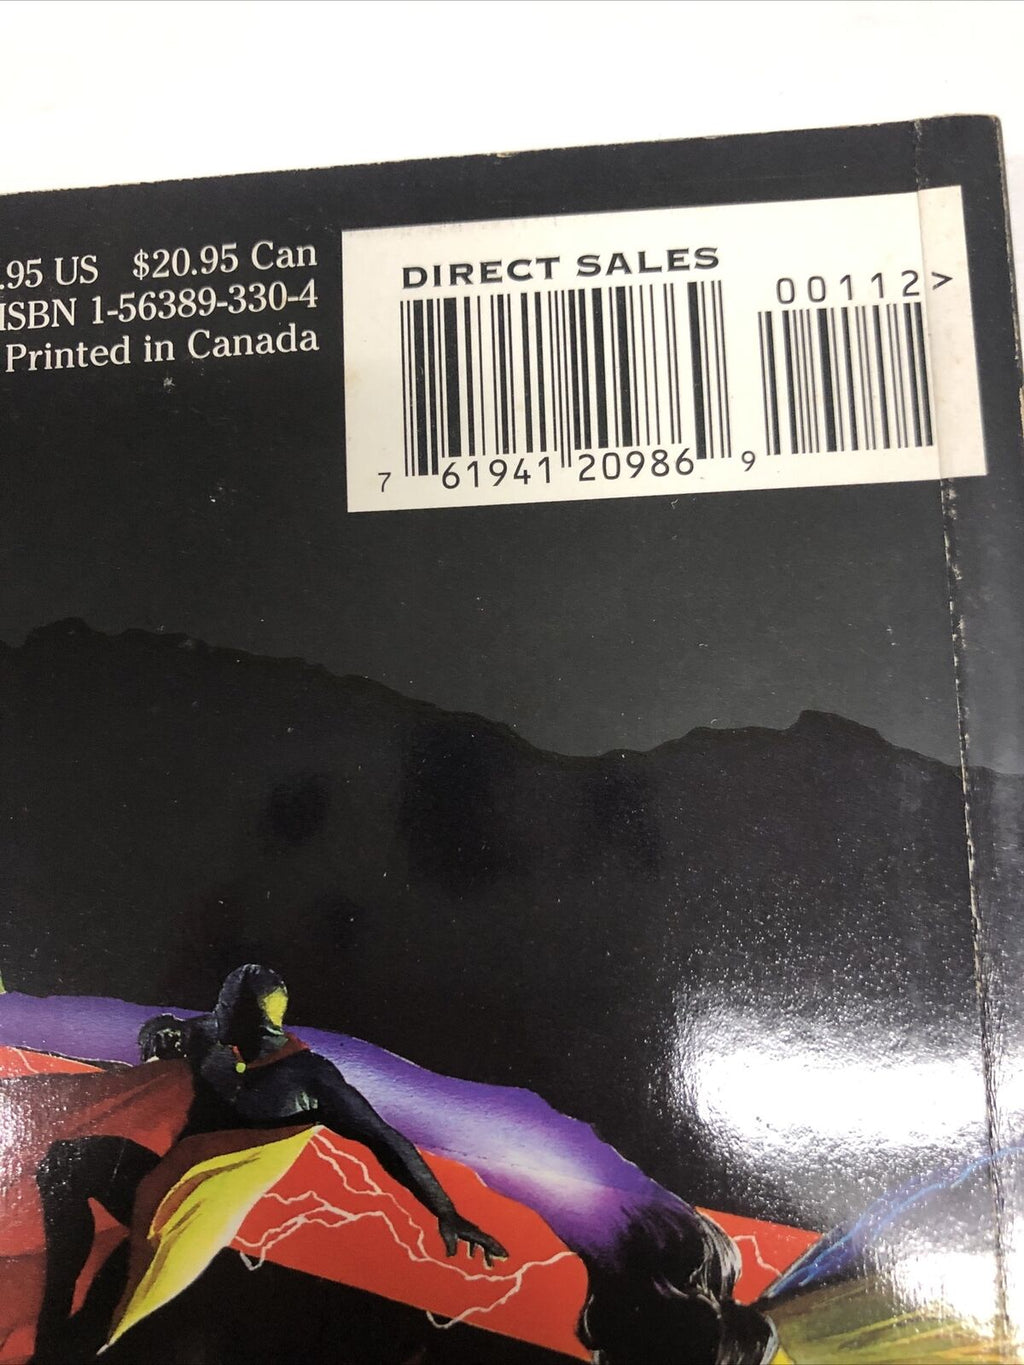 .95 US $20.95 Can
ISBN 1-56389-330-4
Printed in Canada
DIRECT SALES
00112>
7 61941 20986 9